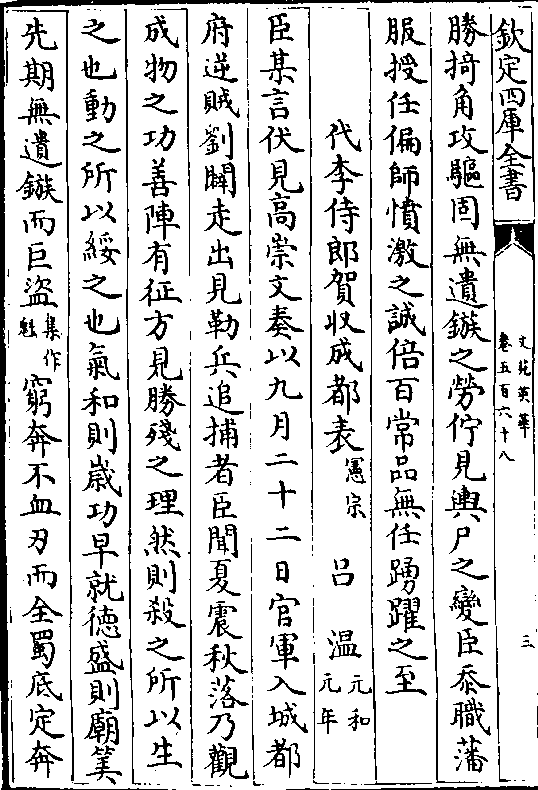 欽定四庫全書
文苑英華
卷五百六十八
三
勝掎角攻驅固無遺鏃之勞佇見輿尸之變臣忝職藩
服授任偏師憤激之誠倍百常品無任踴躍之至
代李侍郎賀收成都表憲宗 呂溫元和元年
臣某言伏見高崇文奏以九月二十二日官軍入城都
府逆賊劉闢走出見勒兵追捕者臣聞夏震秋落乃觀
成物之功善陣有征方見勝殘之理然則殺之所以生
之也動之所以綏之也氣和則歲功早就徳盛則廟筭
先期無遺鏃而巨盜集作魁窮奔不血刃而全蜀底定奔